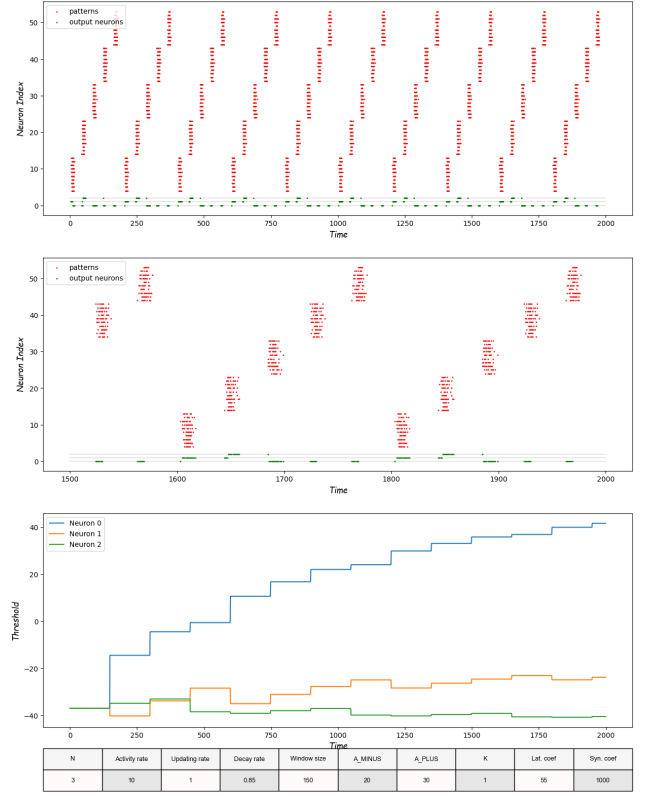 patterns
output neurons
Neuron Index
50
40
30
20
10
0
0 250 500 750 1000 1250 1500 1750 2000
Time
patterns
output neurons
Neuron Index
50
40
30
20
10
0
1500 1600 1700 1800 1900 2000
Time
Neuron 0
Neuron 1
Neuron 2
Threshold
40
20
0
−20
−40
0 250 500 750 1000 1250 1500 1750 2000
Time
N Activity rate Updating rate Decay rate Window size A_MINUS A_PLUS K Lat. coef Syn. coef
3 10 1 0.85 150 20 30 1 55 1000